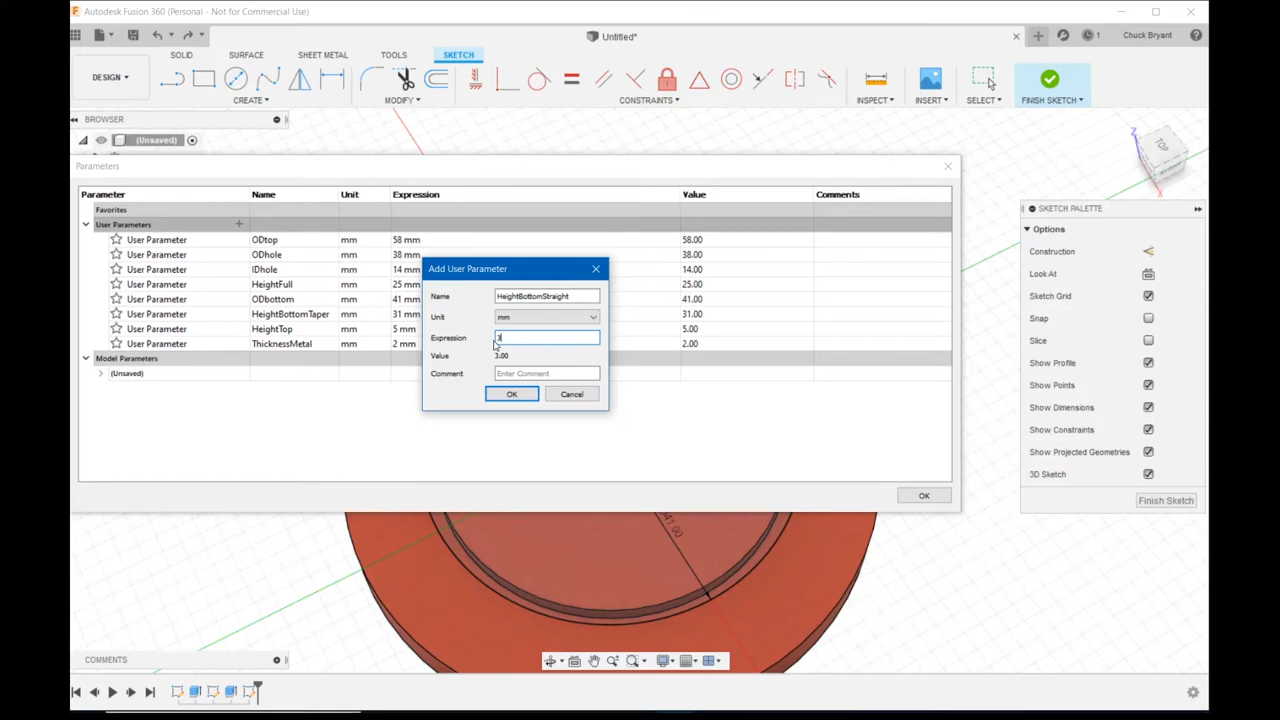 Autodesk Fusion 360 (Personal) - Not for Commercial Use)
Untitled*
1
Chuck Bryant
SOLID
SURFACE
SHEET METAL
TOOLS
SKETCH
DESIGN
CREATE
MODIFY
CONSTRAINTS
INSPECT
INSERT
SELECT
FINISH SKETCH
BROWSER
(Unsaved)
Z
TOP
X
Parameters
Parameter Name Unit Expression Value Comments
Favorites
User Parameters +
User Parameter ODtop mm 58 mm 58.00
User Parameter ODhole mm 38 mm 38.00
User Parameter IDhole mm 14 mm 14.00
User Parameter HeightFull mm 25 mm 25.00
User Parameter ODbottom mm 41 mm 41.00
User Parameter HeightBottomTaper mm 31 mm 31.00
User Parameter HeightTop mm 5 mm 5.00
User Parameter ThicknessMetal mm 2 mm 2.00
Model Parameters
(Unsaved)
OK
Add User Parameter
Name HeightBottomStraight
Unit mm
Expression 3
Value 3.00
Comment Enter Comment
OK Cancel
SKETCH PALETTE
Options
Construction
Look At
Sketch Grid
Snap
Slice
Show Profile
Show Points
Show Dimensions
Show Constraints
Show Projected Geometries
3D Sketch
Finish Sketch
41.00
COMMENTS